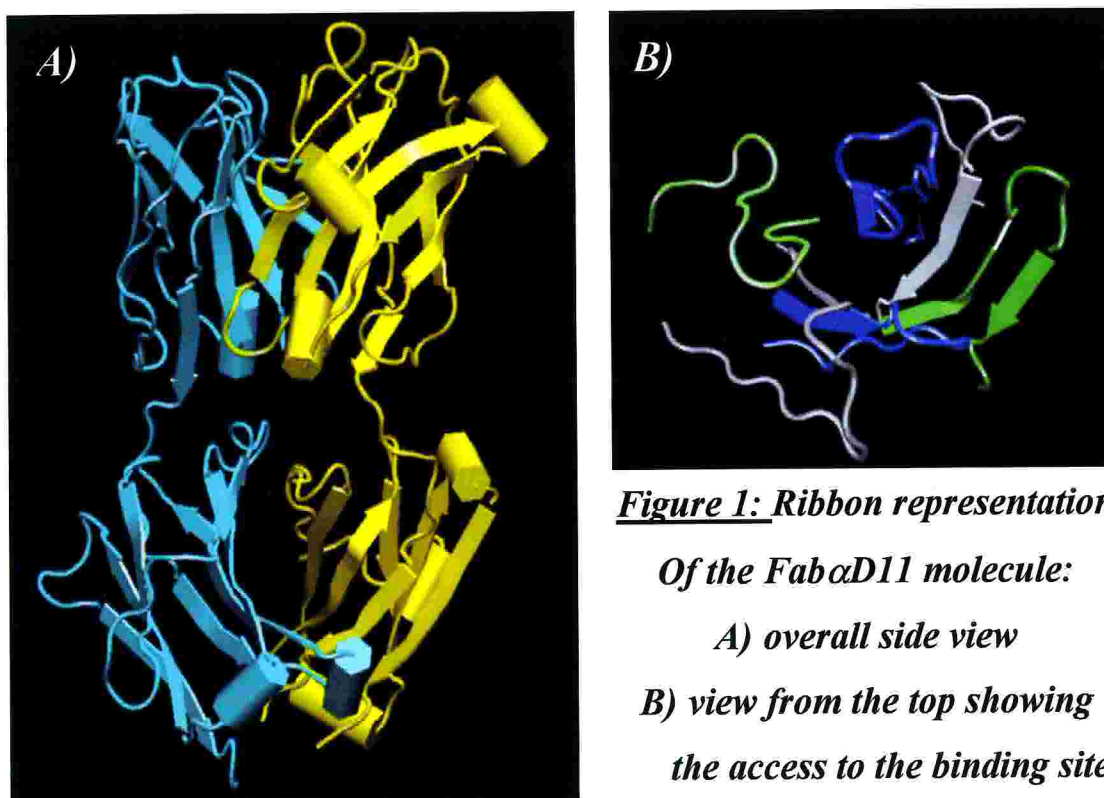 A)
B)
Figure 1: Ribbon representation
Of the FabαD11 molecule:
A) overall side view
B) view from the top showing
the access to the binding site